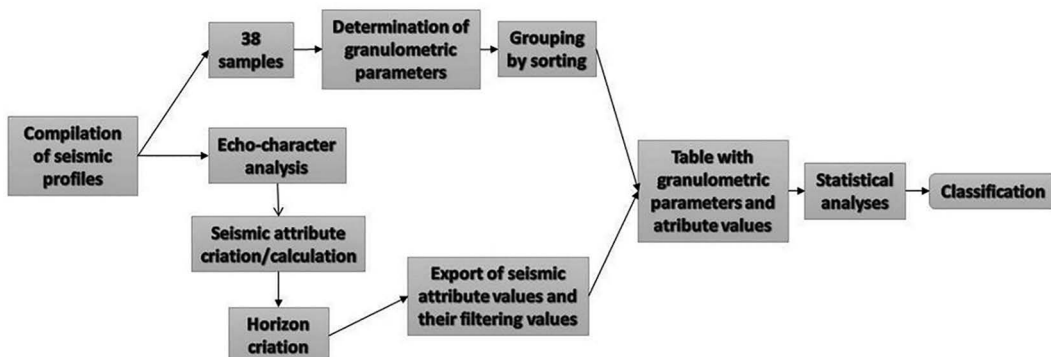 Compilation
of seismic
profiles
38
samples
Determination of
granulometric
parameters
Grouping
by sorting
Echo-character
analysis
Seismic attribute
criation/calculation
Horizon
criation
Export of seismic
attribute values and
their filtering values
Table with
granulometric
parameters and
atribute values
Statistical
analyses
Classification